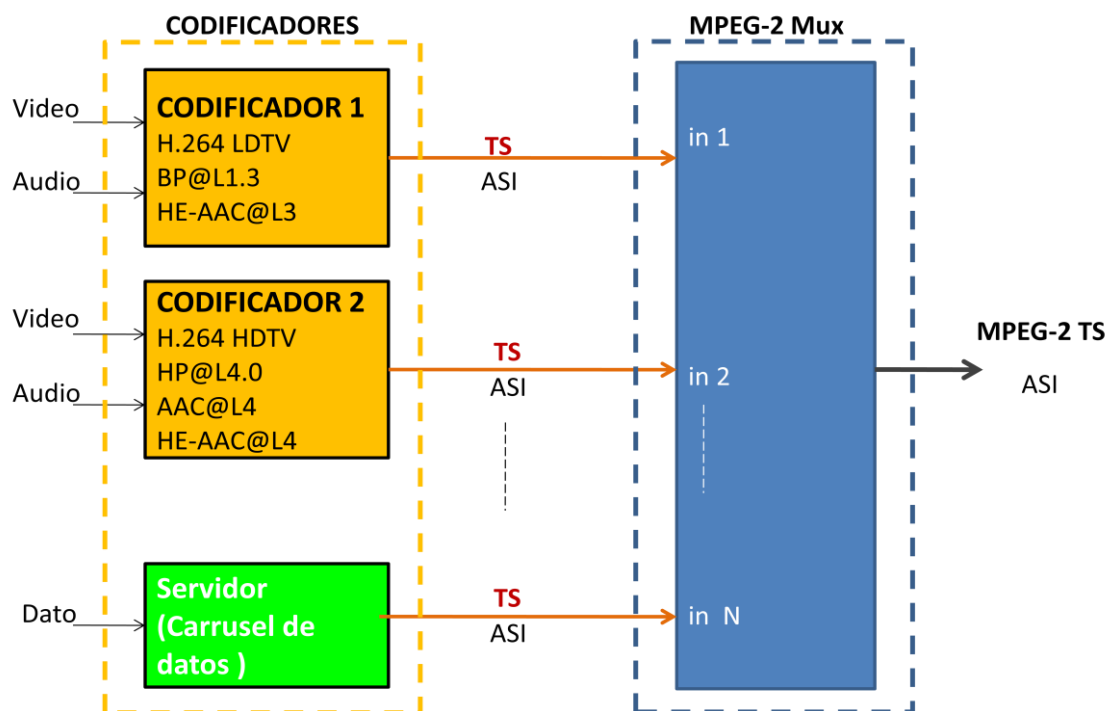 CODIFICADORES
MPEG-2 Mux
Video
Audio
CODIFICADOR 1
H.264 LDTV
BP@L1.3
HE-AAC@L3
TS
ASI
in 1
Video
Audio
CODIFICADOR 2
H.264 HDTV
HP@L4.0
AAC@L4
HE-AAC@L4
TS
ASI
in 2
MPEG-2 TS
ASI
Dato
Servidor
(Carrusel de
datos )
TS
ASI
in N